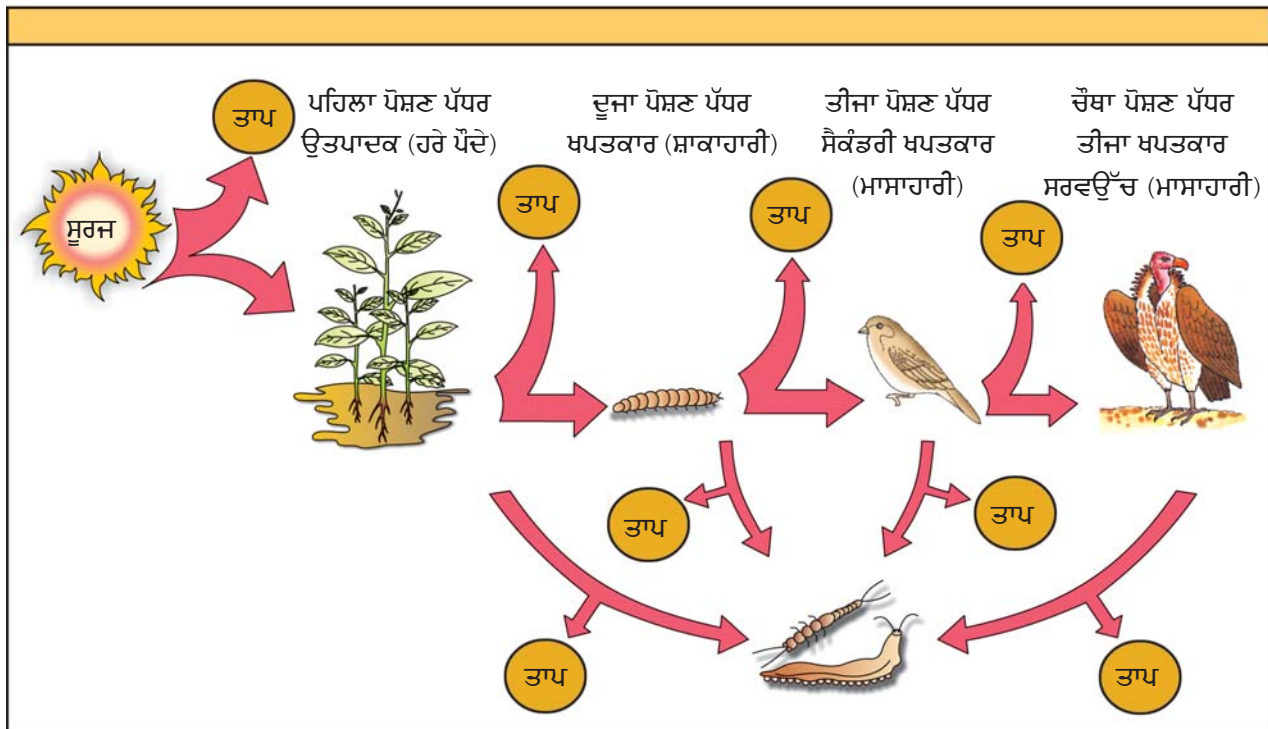 ਤਾਪ
ਪਹਿਲਾ ਪੋਸ਼ਣ ਪੱਧਰ
ਉਤਪਾਦਕ (ਹਰੇ ਪੌਦੇ)
ਦੂਜਾ ਪੋਸ਼ਣ ਪੱਧਰ
ਖਪਤਕਾਰ (ਸ਼ਾਕਾਹਾਰੀ)
ਤੀਜਾ ਪੋਸ਼ਣ ਪੱਧਰ
ਸੈਕੰਡਰੀ ਖਪਤਕਾਰ
(ਮਾਸਾਹਾਰੀ)
ਚੌਥਾ ਪੋਸ਼ਣ ਪੱਧਰ
ਤੀਜਾ ਖਪਤਕਾਰ
ਸਰਵਉੱਚ (ਮਾਸਾਹਾਰੀ)
ਸੂਰਜ
ਤਾਪ
ਤਾਪ
ਤਾਪ
ਤਾਪ
ਤਾਪ
ਤਾਪ
ਤਾਪ